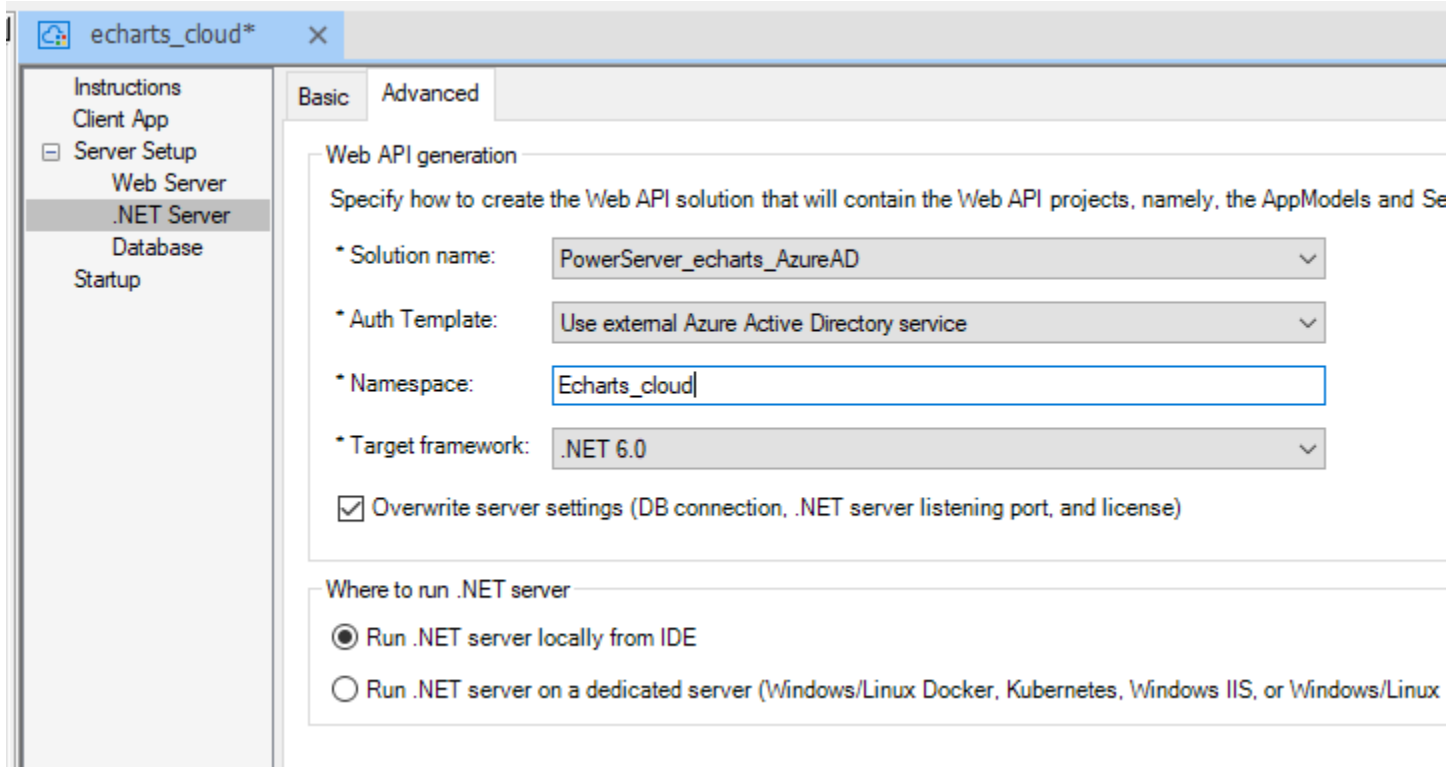 echarts_cloud*
Instructions
Client App
Server Setup
Web Server
.NET Server
Database
Startup
Basic
Advanced
Web API generation
Specify how to create the Web API solution that will contain the Web API projects, namely, the AppModels and Se
* Solution name:
PowerServer_echarts_AzureAD
* Auth Template:
Use external Azure Active Directory service
* Namespace:
Echarts_cloud
* Target framework:
.NET 6.0
Overwrite server settings (DB connection, .NET server listening port, and license)
Where to run .NET server
Run .NET server locally from IDE
Run .NET server on a dedicated server (Windows/Linux Docker, Kubernetes, Windows IIS, or Windows/Linux